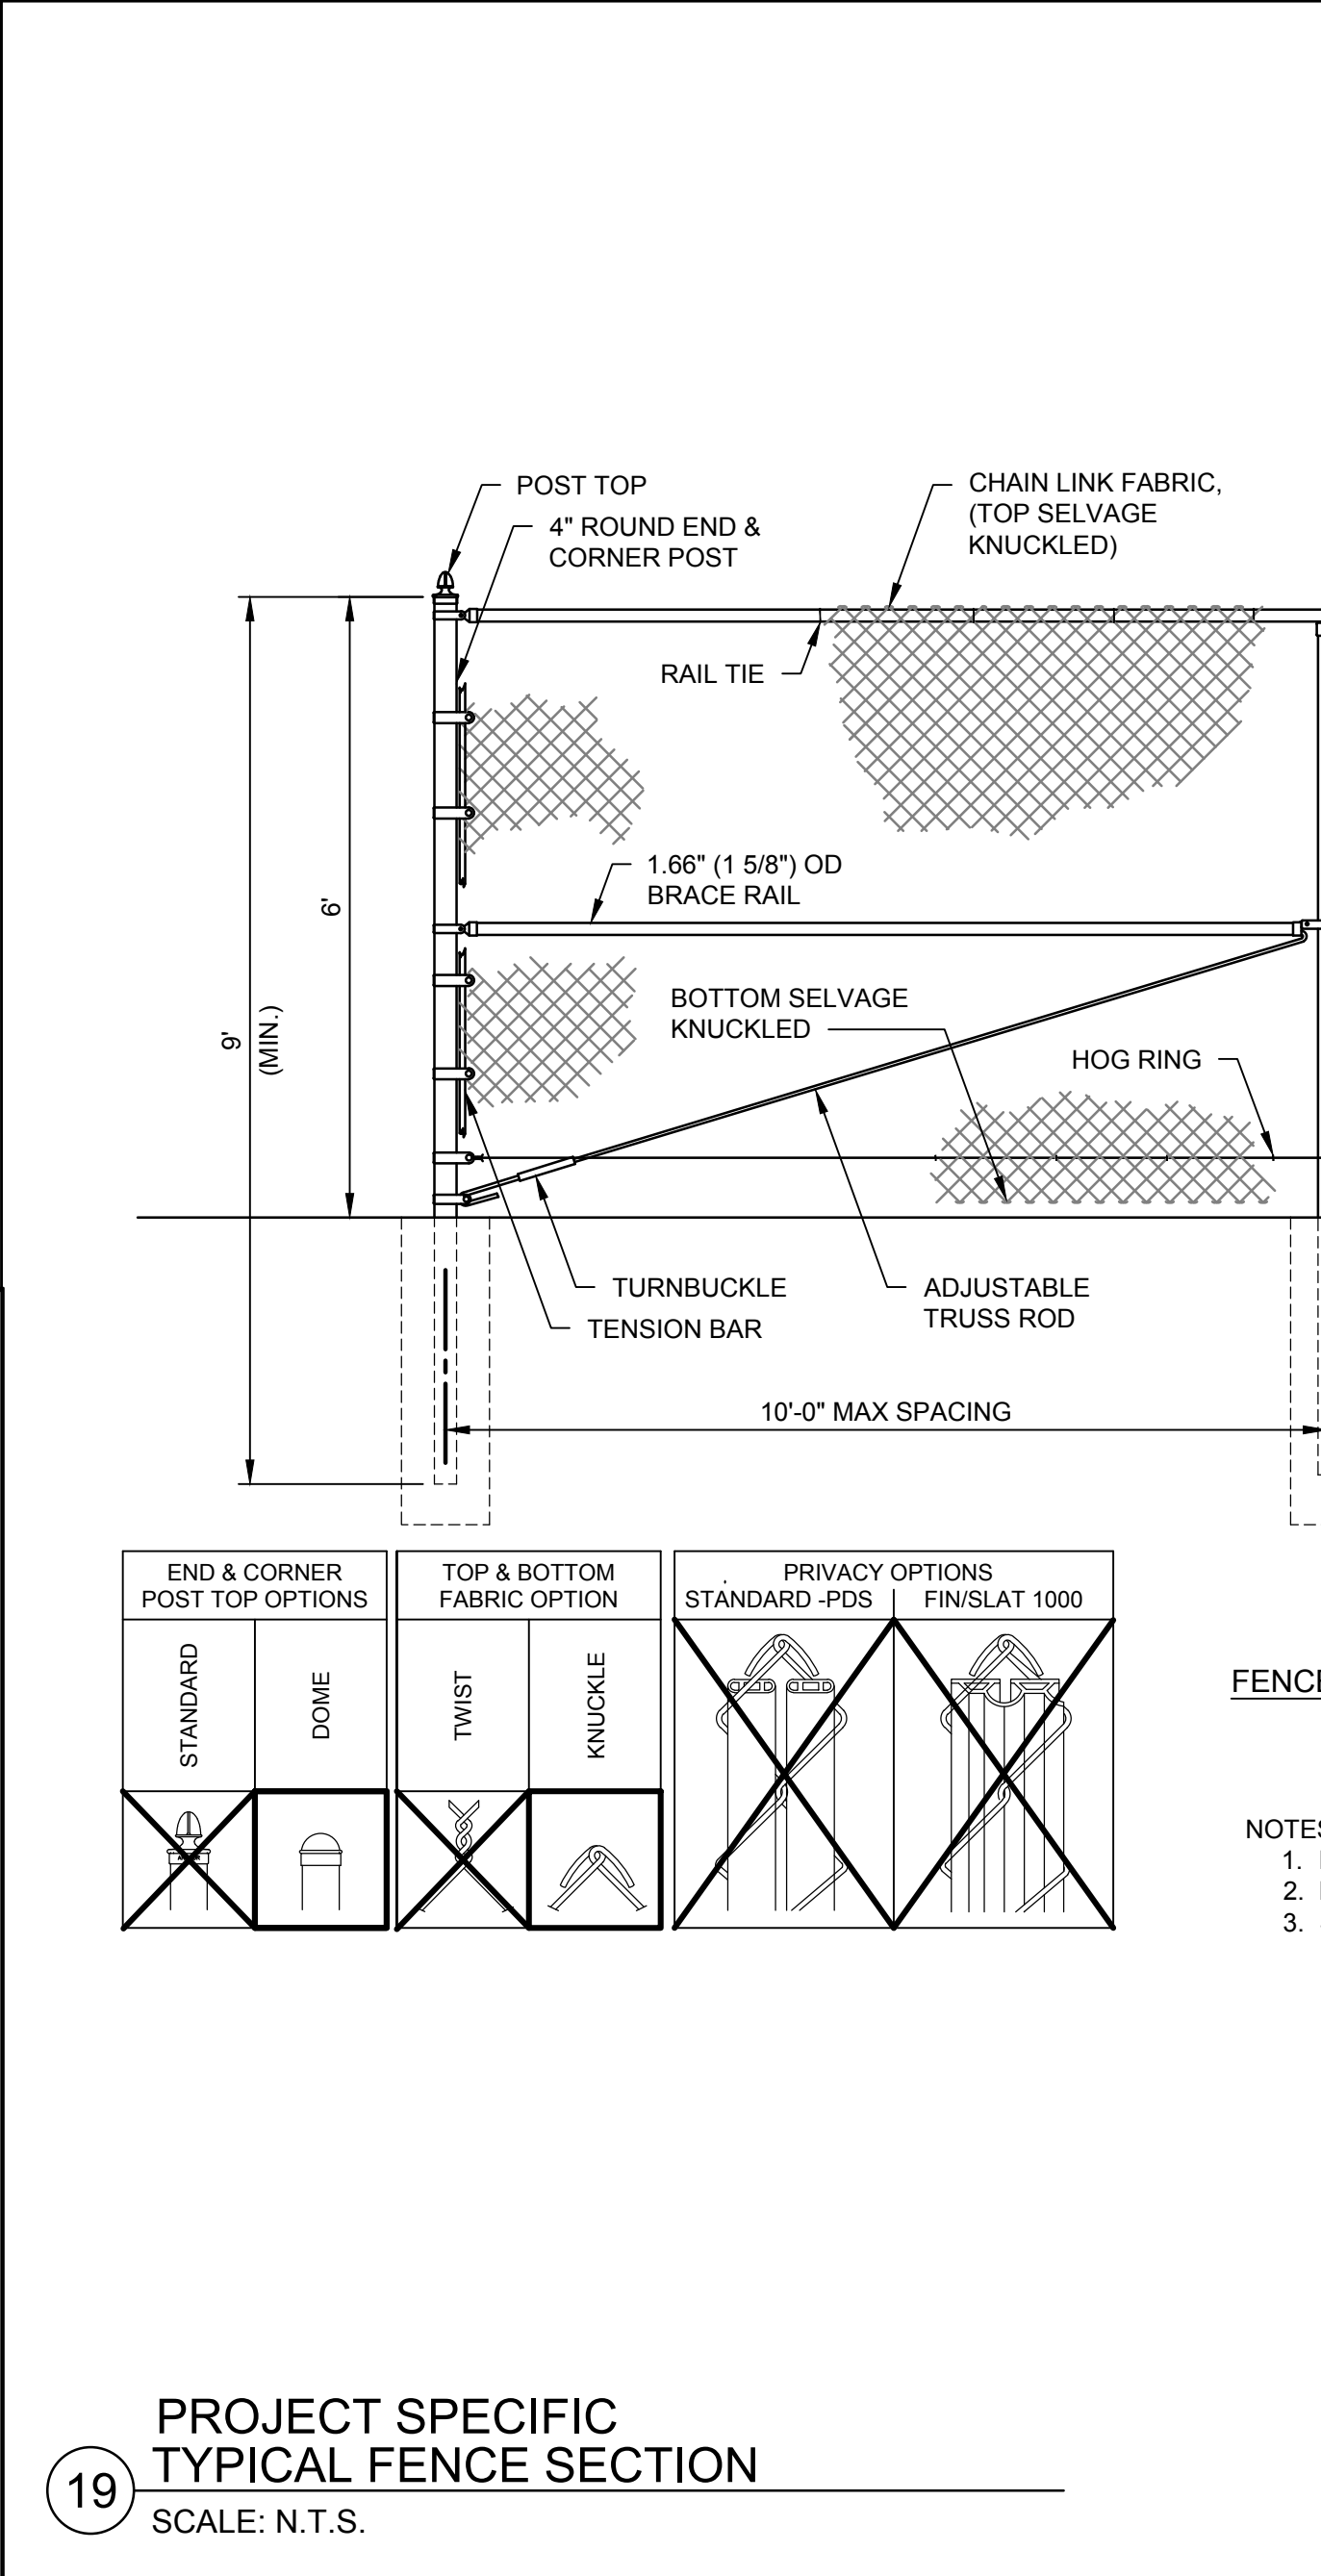 POST TOP
4" ROUND END &
CORNER POST
CHAIN LINK FABRIC,
(TOP SELVAGE
KNUCKLED)
RAIL TIE
6'
9'
(MIN.)
1.66" (1 5/8") OD
BRACE RAIL
BOTTOM SELVAGE
KNUCKLED
HOG RING
TURNBUCKLE
TENSION BAR
ADJUSTABLE
TRUSS ROD
10'-0" MAX SPACING
END & CORNER
POST TOP OPTIONS
STANDARD
DOME
TOP & BOTTOM
FABRIC OPTION
TWIST
KNUCKLE
PRIVACY OPTIONS
STANDARD -PDS
FIN/SLAT 1000
FENCE
NOTES
1.
2.
3.
PROJECT SPECIFIC
TYPICAL FENCE SECTION
19
SCALE: N.T.S.